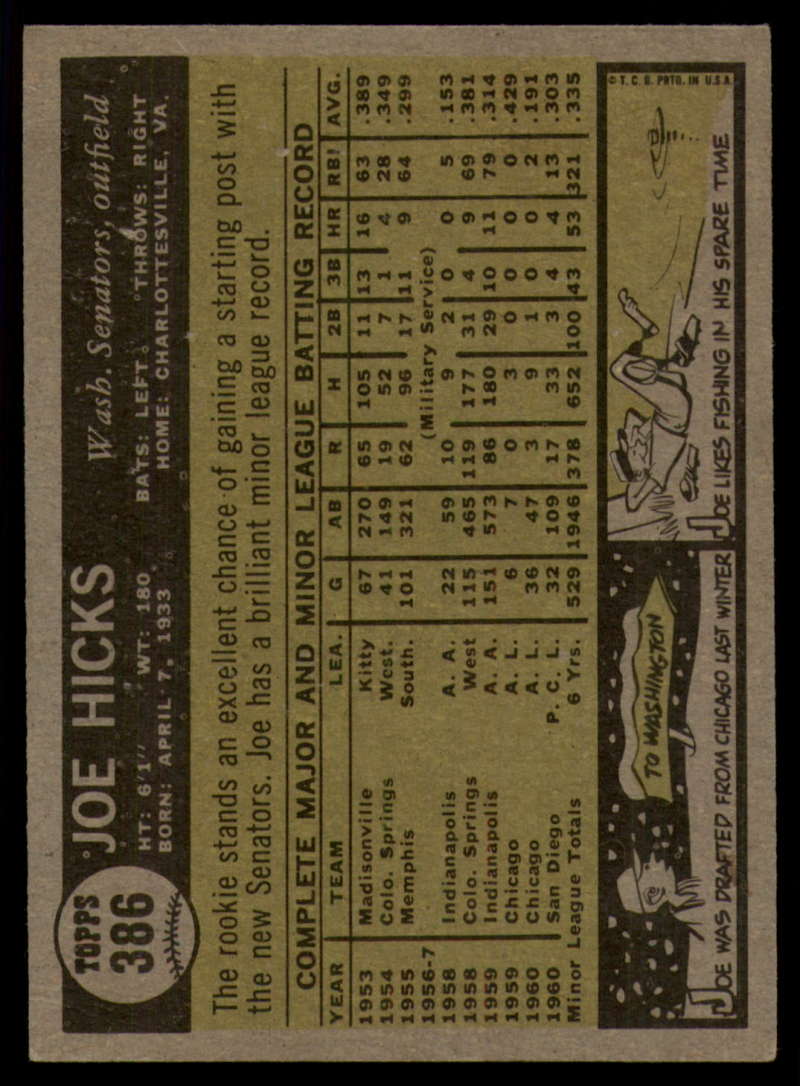 TOPPS
386
JOE HICKS
Wash. Senators, outfield
HT: 6'1" WT: 180 BATS: LEFT THROWS: RIGHT
BORN: APRIL 7, 1933 HOME: CHARLOTTESVILLE, VA.
The rookie stands an excellent chance of gaining a starting post with
the new Senators. Joe has a brilliant minor league record.
COMPLETE MAJOR AND MINOR LEAGUE BATTING RECORD
YEAR TEAM LEA. G AB R H 2B 3B HR RBI AVG.
1953 Madisonville Kitty 67 270 65 105 11 13 16 63 .389
1954 Colo. Springs West. 41 149 19 52 7 1 4 28 .349
1955 Memphis South. 101 321 62 96 17 11 9 64 .299
1956-7 (Military Service)
1958 Indianapolis A. A. 22 59 10 9 2 0 0 5 .153
1958 Colo. Springs West 115 465 119 177 31 4 9 69 .381
1959 Indianapolis A. A. 151 573 86 180 29 10 11 79 .314
1959 Chicago A. L. 6 7 0 3 0 0 0 0 .429
1960 Chicago A. L. 36 47 3 9 1 0 0 2 .191
1960 San Diego P. C. L. 32 109 17 33 3 4 4 13 .303
Minor League Totals 6 Yrs. 529 1946 378 652 100 43 53 321 .335
TO WASHINGTON
JOE WAS DRAFTED FROM CHICAGO LAST WINTER
JOE LIKES FISHING IN HIS SPARE TIME
© T. C. G. PRTD. IN U.S.A.